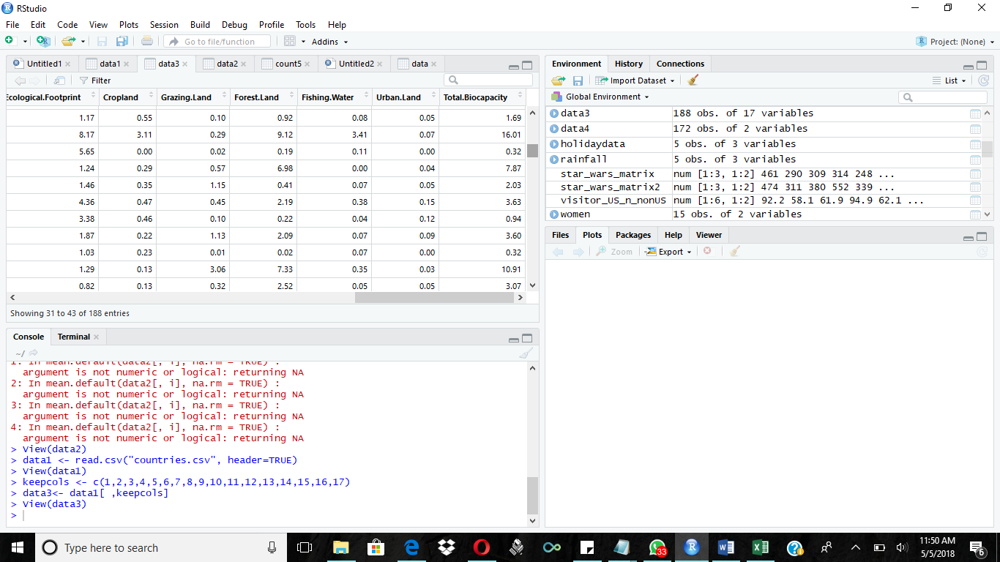 RStudio
File Edit Code View Plots Session Build Debug Profile Tools Help
Go to file/function Addins Project: (None)
Untitled1 data1 data3 data2 count5 Untitled2 data
Filter
Ecological.Footprint Cropland Grazing.Land Forest.Land Fishing.Water Urban.Land Total.Biocapacity
1.17 0.55 0.10 0.92 0.08 0.05 1.69
8.17 3.11 0.29 9.12 3.41 0.07 16.01
5.65 0.00 0.02 0.19 0.11 0.00 0.32
1.24 0.29 0.57 6.98 0.00 0.04 7.87
1.46 0.35 1.15 0.41 0.07 0.05 2.03
4.36 0.47 0.45 2.19 0.38 0.15 3.63
3.38 0.46 0.10 0.22 0.04 0.12 0.94
1.87 0.22 1.13 2.09 0.07 0.09 3.60
1.03 0.23 0.01 0.02 0.07 0.00 0.32
1.29 0.13 3.06 7.33 0.35 0.03 10.91
0.82 0.13 0.32 2.52 0.05 0.05 3.07
Showing 31 to 43 of 188 entries
Console Terminal
~/
1: In mean.default(data2[, i], na.rm = TRUE) :
argument is not numeric or logical: returning NA
2: In mean.default(data2[, i], na.rm = TRUE) :
argument is not numeric or logical: returning NA
3: In mean.default(data2[, i], na.rm = TRUE) :
argument is not numeric or logical: returning NA
4: In mean.default(data2[, i], na.rm = TRUE) :
argument is not numeric or logical: returning NA
> View(data2)
> data1 <- read.csv("countries.csv", header=TRUE)
> View(data1)
> keepcols <- c(1,2,3,4,5,6,7,8,9,10,11,12,13,14,15,16,17)
> data3<- data1[ ,keepcols]
> View(data3)
>
Environment History Connections
Import Dataset List
Global Environment
data3 188 obs. of 17 variables
data4 172 obs. of 2 variables
holidaydata 5 obs. of 3 variables
rainfall 5 obs. of 3 variables
star_wars_matrix num [1:3, 1:2] 461 290 309 314 248 ...
star_wars_matrix2 num [1:3, 1:2] 474 311 380 552 339 ...
visitor_US_n_nonUS num [1:6, 1:2] 92.2 58.1 61.9 94.9 62.1 ...
women 15 obs. of 2 variables
Files Plots Packages Help Viewer
Zoom Export
Type here to search
33
11:50 AM
5/5/2018
6